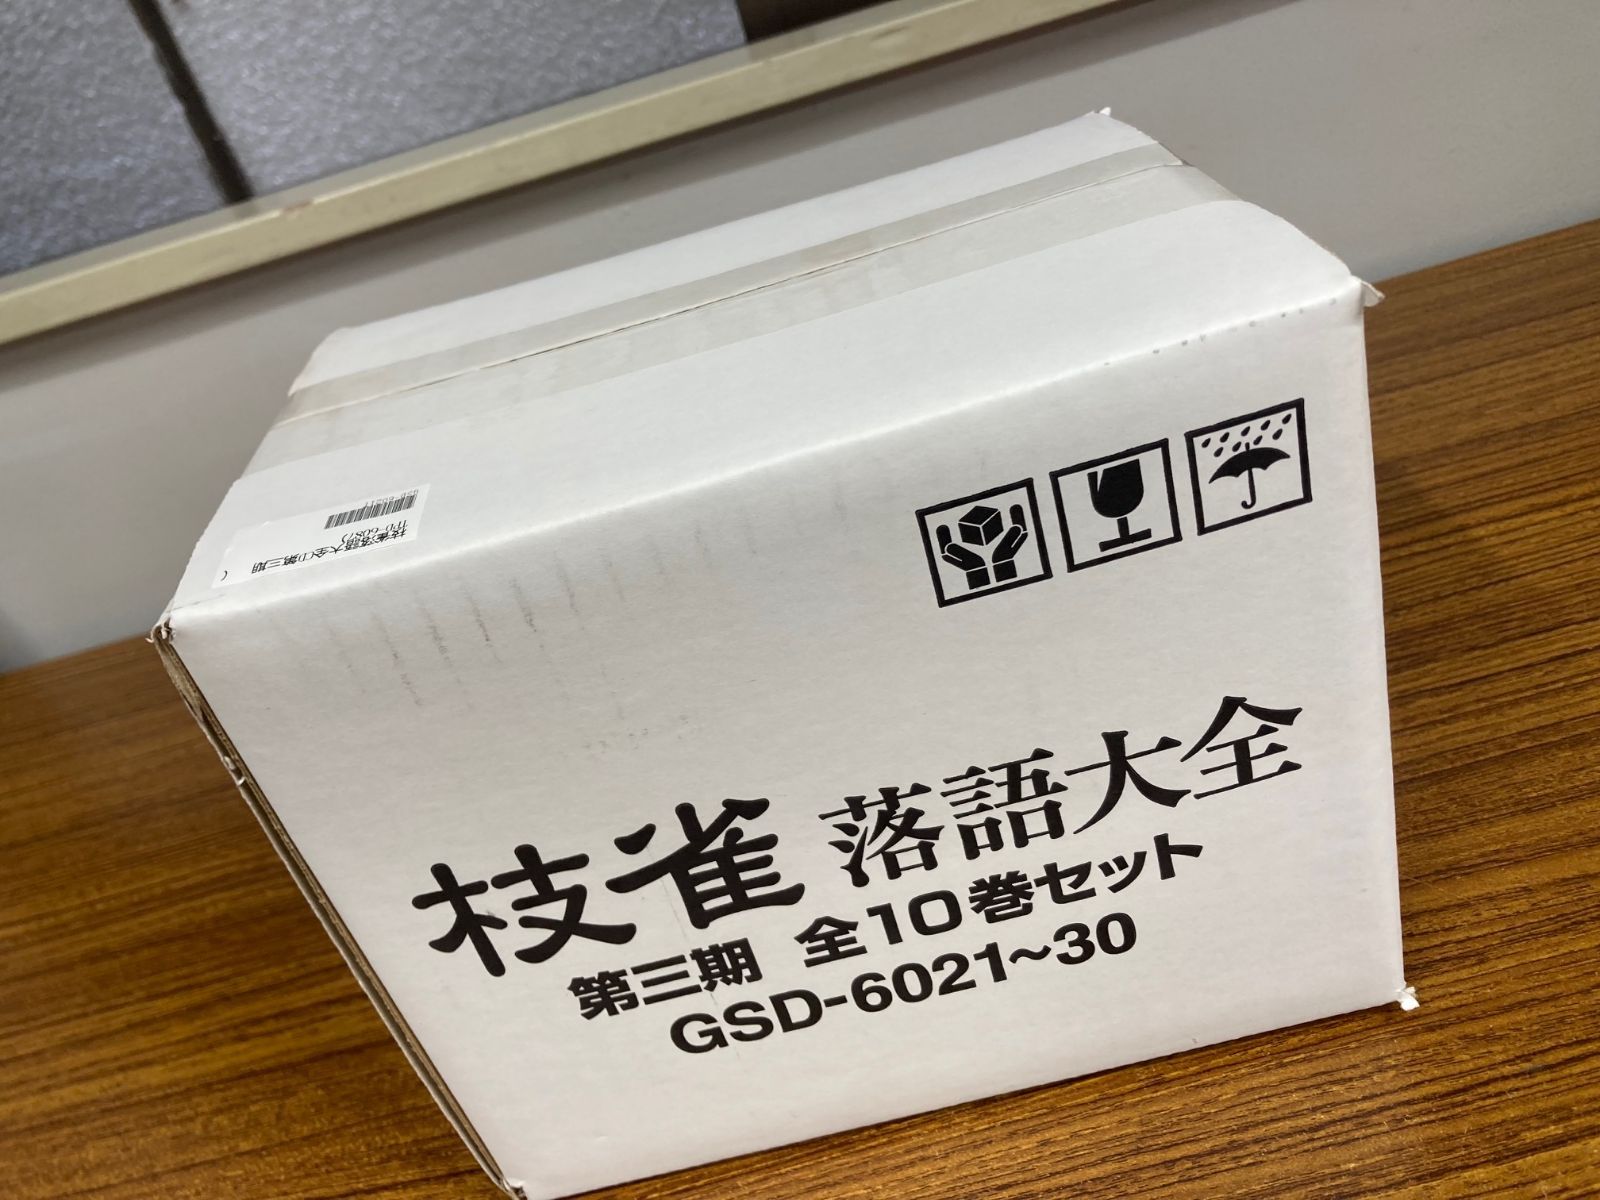 枝雀 落語大全
第三期 全10巻セット
GSD-6021~30